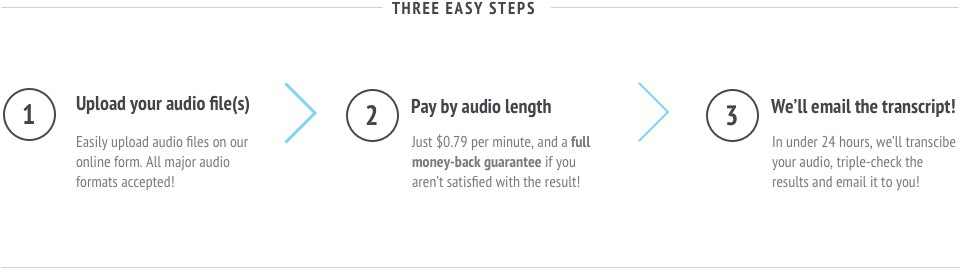 THREE EASY STEPS
1
Upload your audio file(s)
Easily upload audio files on our
online form. All major audio
formats accepted!
2
Pay by audio length
Just $0.79 per minute, and a full
money-back guarantee if you
aren't satisfied with the result!
3
We'll email the transcript!
In under 24 hours, we'll transcibe
your audio, triple-check the
results and email it to you!